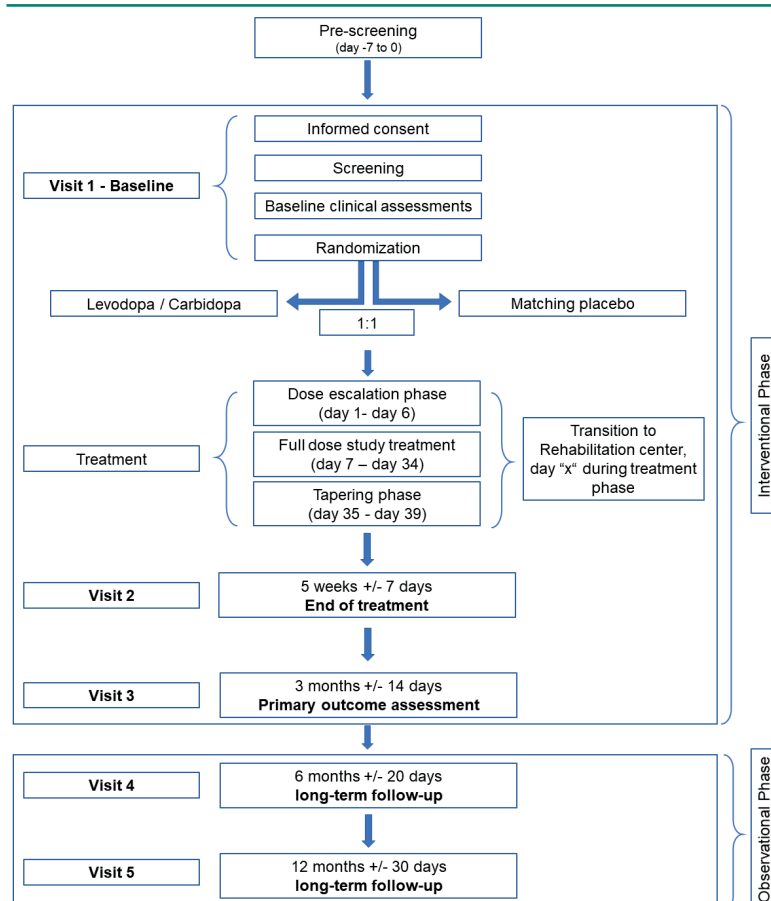 Pre-screening
(day -7 to 0)
Informed consent
Screening
Visit 1 - Baseline
Baseline clinical assessments
Randomization
Levodopa / Carbidopa
Matching placebo
1:1
Dose escalation phase
(day 1- day 6)
Treatment
Full dose study treatment
(day 7 – day 34)
Tapering phase
(day 35 - day 39)
Transition to
Rehabilitation center,
day "x“ during treatment
phase
Interventional Phase
Visit 2
5 weeks +/- 7 days
End of treatment
Visit 3
3 months +/- 14 days
Primary outcome assessment
Visit 4
6 months +/- 20 days
long-term follow-up
Visit 5
12 months +/- 30 days
long-term follow-up
Observational Phase